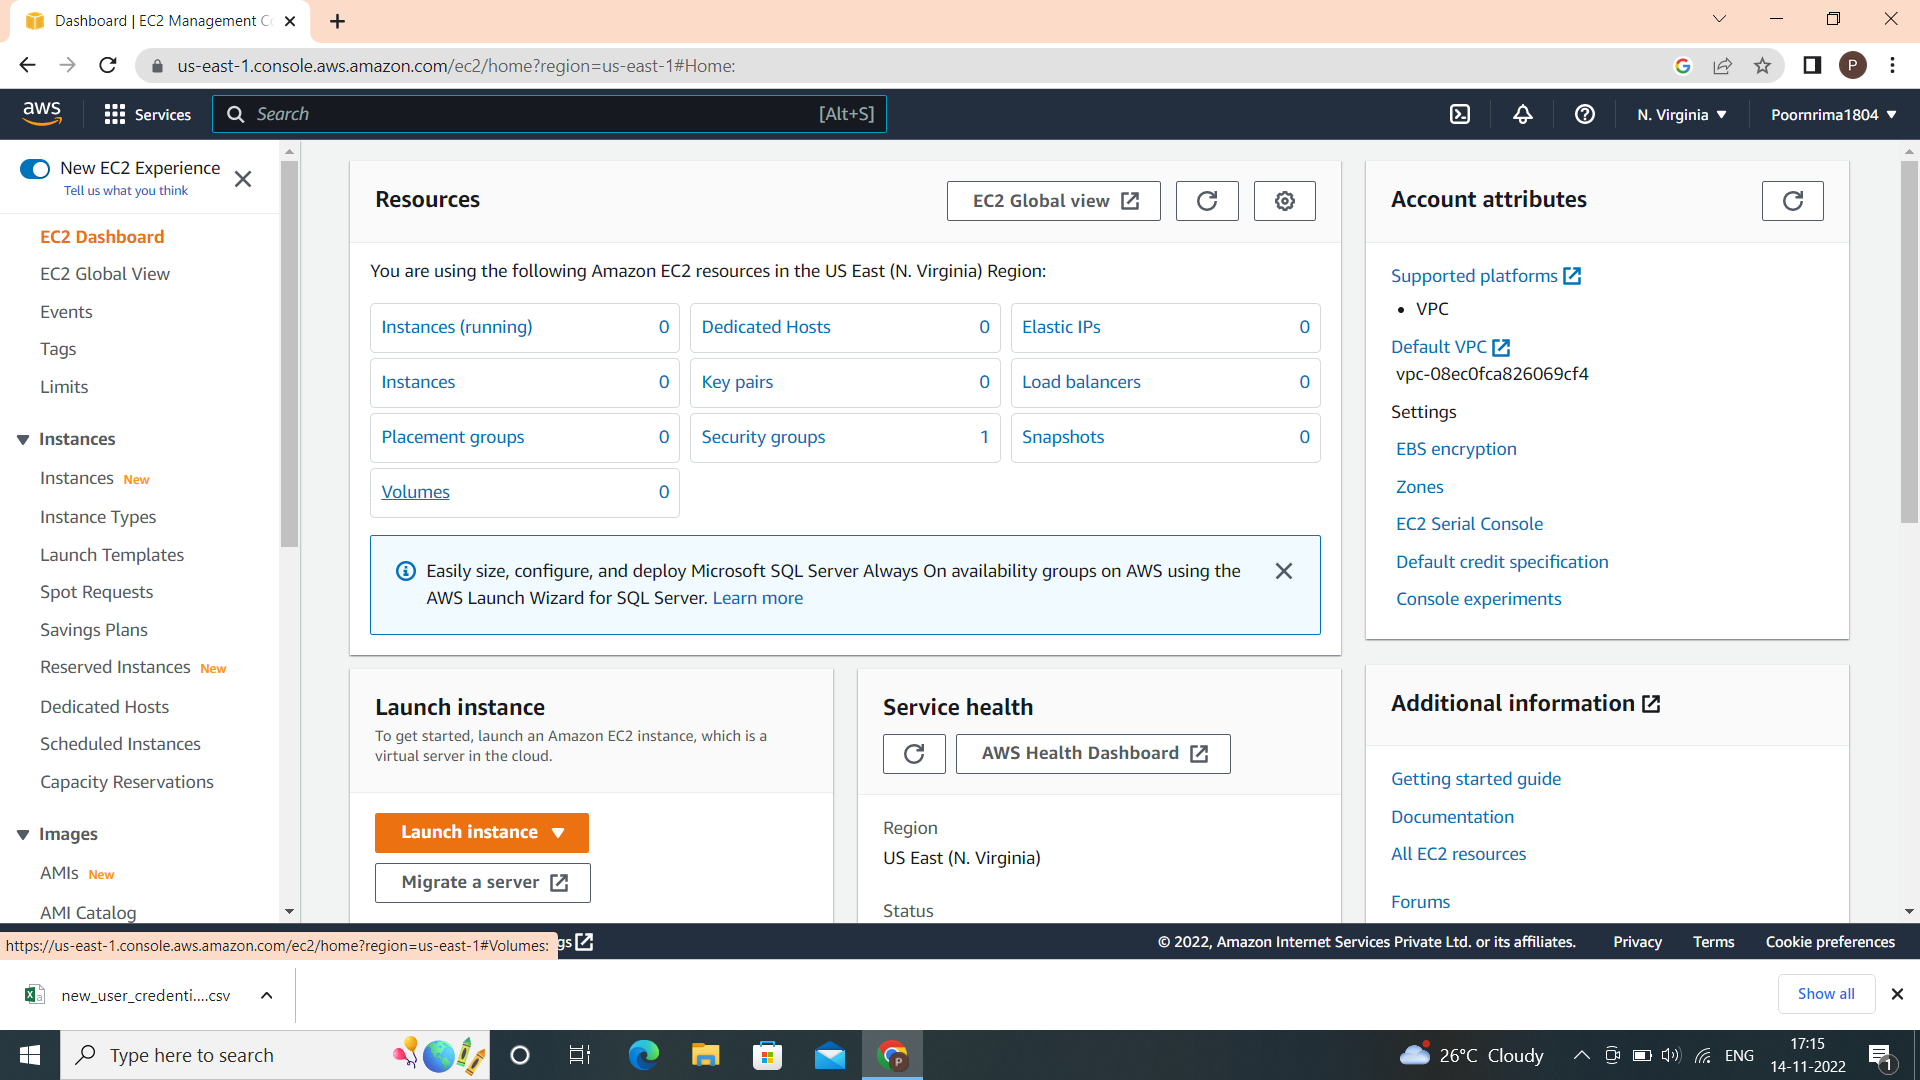 Dashboard | EC2 Management Co
us-east-1.console.aws.amazon.com/ec2/home?region=us-east-1#Home:
P
aws
Services
Search
[Alt+S]
N. Virginia
Poornrima1804
New EC2 Experience
Tell us what you think
EC2 Dashboard
EC2 Global View
Events
Tags
Limits
Instances
Instances New
Instance Types
Launch Templates
Spot Requests
Savings Plans
Reserved Instances New
Dedicated Hosts
Scheduled Instances
Capacity Reservations
Images
AMIs New
AMI Catalog
Resources
EC2 Global view
You are using the following Amazon EC2 resources in the US East (N. Virginia) Region:
Instances (running) 0
Dedicated Hosts 0
Elastic IPs 0
Instances 0
Key pairs 0
Load balancers 0
Placement groups 0
Security groups 1
Snapshots 0
Volumes 0
Easily size, configure, and deploy Microsoft SQL Server Always On availability groups on AWS using the
AWS Launch Wizard for SQL Server. Learn more
Launch instance
To get started, launch an Amazon EC2 instance, which is a
virtual server in the cloud.
Launch instance
Migrate a server
Service health
AWS Health Dashboard
Region
US East (N. Virginia)
Status
Account attributes
Supported platforms
• VPC
Default VPC
vpc-08ec0fca826069cf4
Settings
EBS encryption
Zones
EC2 Serial Console
Default credit specification
Console experiments
Additional information
Getting started guide
Documentation
All EC2 resources
Forums
https://us-east-1.console.aws.amazon.com/ec2/home?region=us-east-1#Volumes:
gs
© 2022, Amazon Internet Services Private Ltd. or its affiliates.
Privacy
Terms
Cookie preferences
new_user_credenti....csv
Show all
Type here to search
P
26°C Cloudy
ENG
17:15
14-11-2022
1